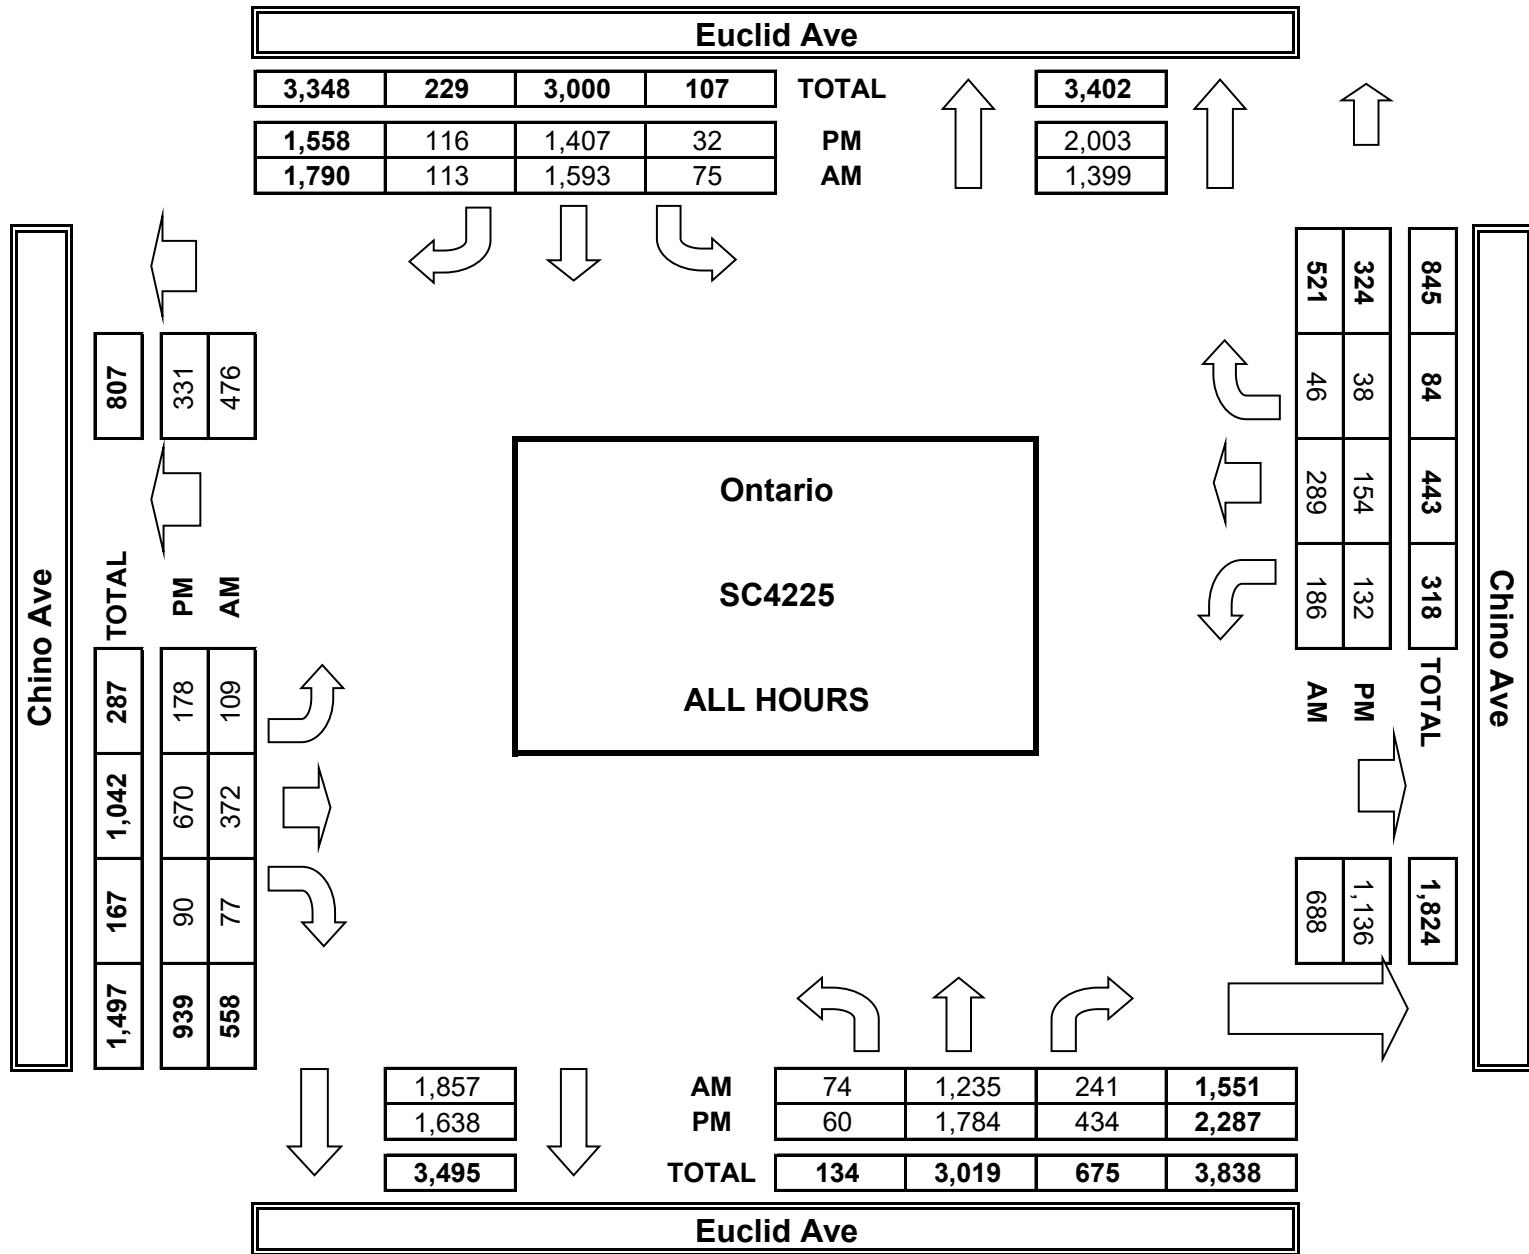 Euclid Ave
3,348 229 3,000 107 TOTAL 3,402
1,558 116 1,407 32 PM 2,003
1,790 113 1,593 75 AM 1,399
Chino Ave
TOTAL 807
PM 331
AM 476
287 1,042 167 1,497
178 670 90 939
109 372 77 558
Ontario
SC4225
ALL HOURS
845 84 443 318 TOTAL 1,824
324 38 154 132 PM 1,136
521 46 289 186 AM 688
Chino Ave
1,857 AM 74 1,235 241 1,551
1,638 PM 60 1,784 434 2,287
3,495 TOTAL 134 3,019 675 3,838
Euclid Ave